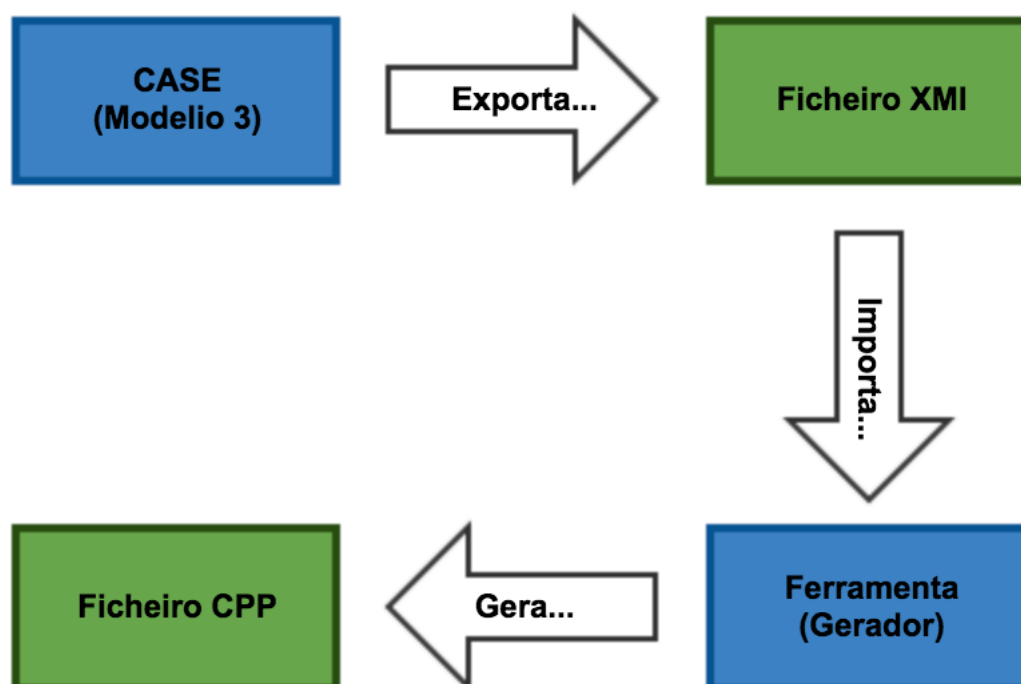 CASE
(Modelio 3)
Exporta...
Ficheiro XMI
Importa...
Ferramenta
(Gerador)
Gera...
Ficheiro CPP